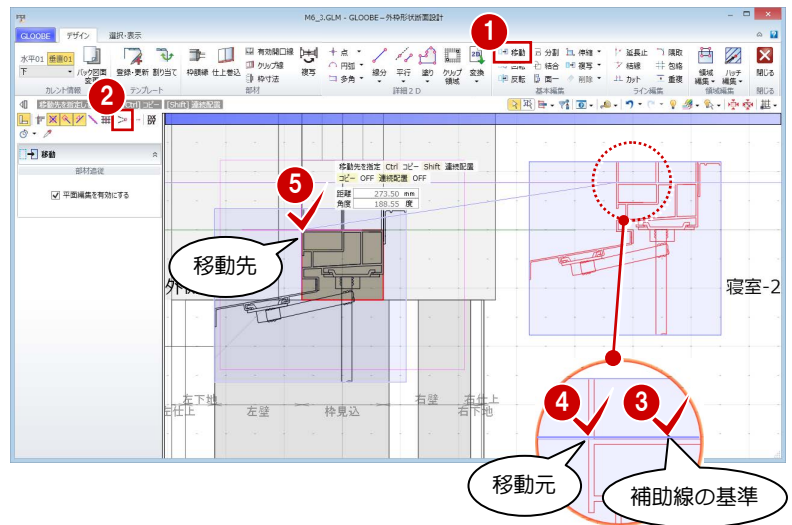 M6_3.GLM - GLOOBE-外枠形状断面設計
GLOOBE デザイン 選択・表示
1
水平01 垂直01
下
バック図面
変更
登録・更新 割り当て
枠額縁 仕上巻込
有効開口線
クリップ線
枠寸法
複写
点
円弧
多角
線分 平行 塗り クリップ
領域
変換
移動 分割 伸縮
回転 結合 複写
反転 面一 削除
延長止 隅取
結線 包絡
カット 重複
領域
編集
ハッチ
編集
閉じる
カレント情報 テンプレート 部材 詳細2D 基本編集 ライン編集 領域編集 閉じる
2
移動先を指定 Ctrl コピー [Shift] 連続配置
移動
部材追従
平面編集を有効にする
移動先を指定 Ctrl コピー Shift 連続配置
コピー OFF 連続配置 OFF
距離 273.50 mm
角度 188.55 度
5
移動先
寝室-2
左下地
左仕上
左壁
枠見込
右壁
右仕上
右下地
4
3
移動元
補助線の基準